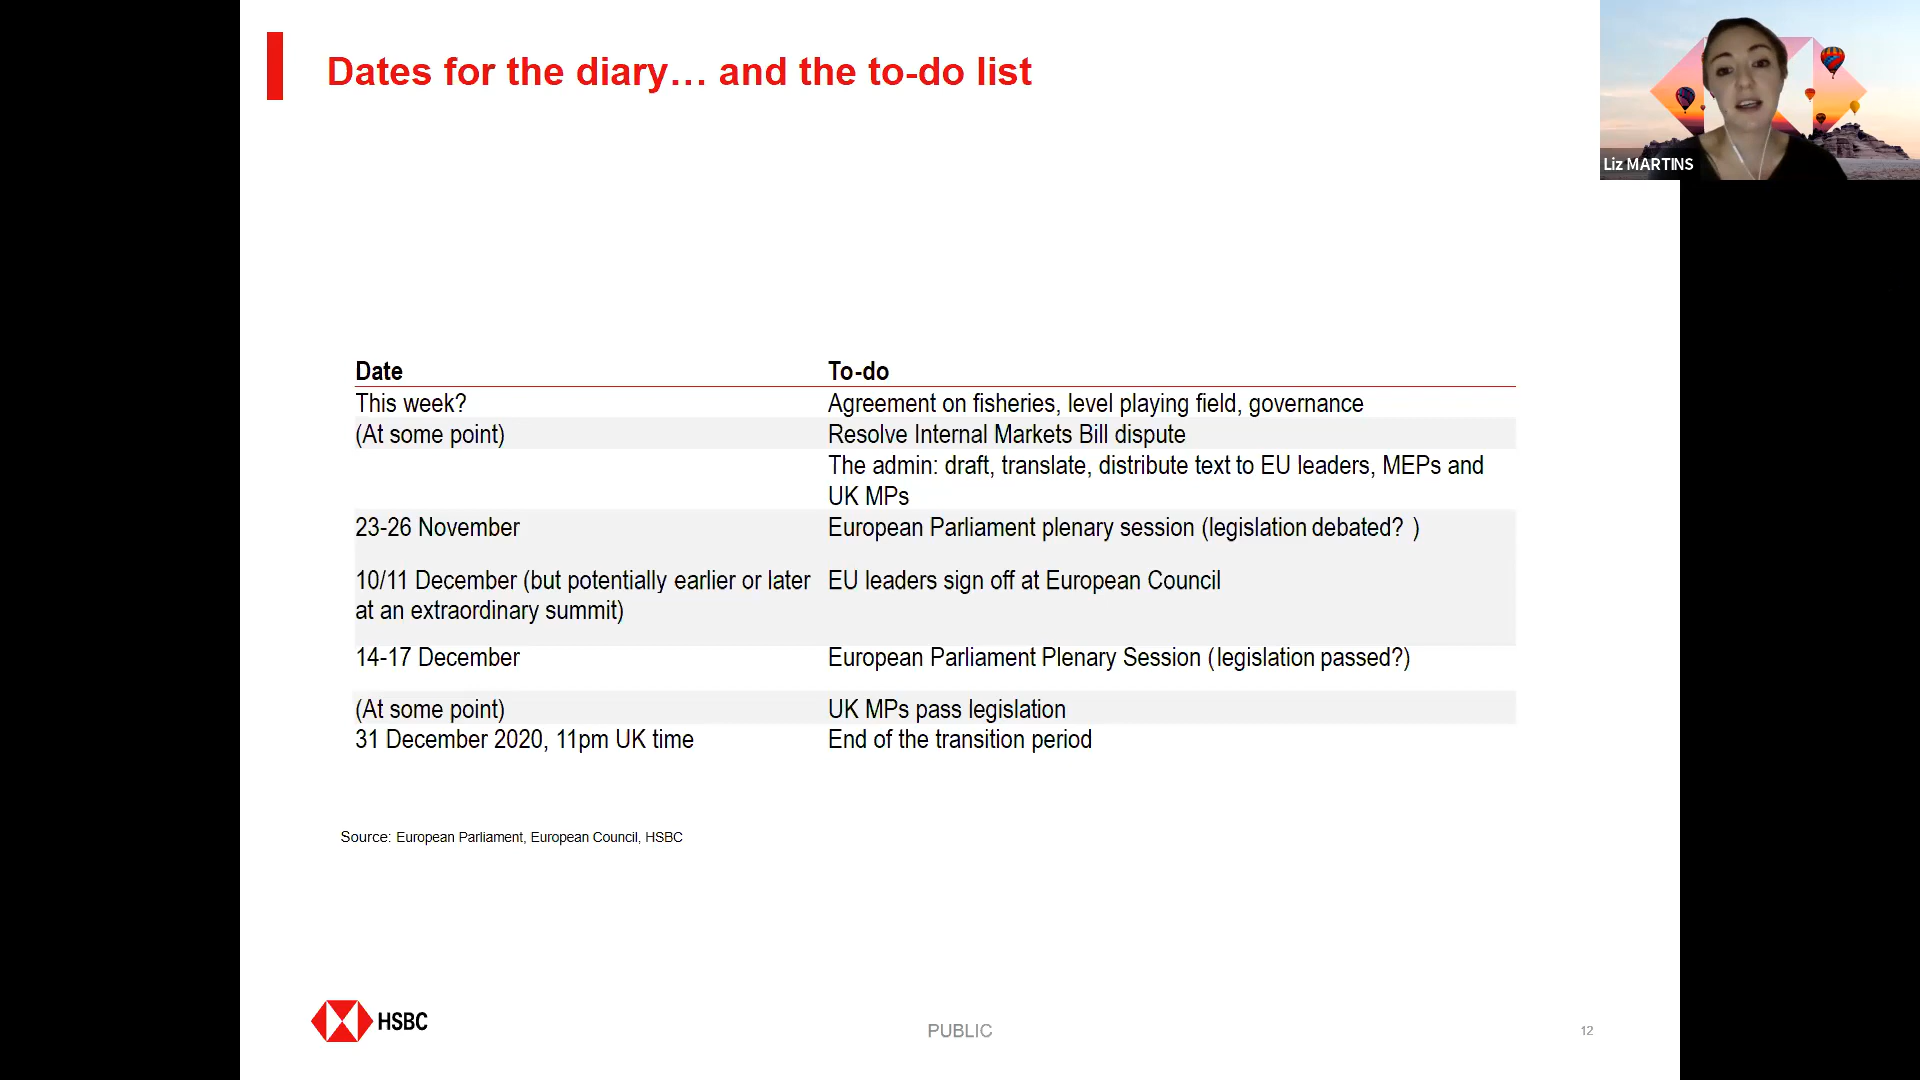 Dates for the diary… and the to-do list
Liz MARTINS
Date To-do
This week? Agreement on fisheries, level playing field, governance
(At some point) Resolve Internal Markets Bill dispute
The admin: draft, translate, distribute text to EU leaders, MEPs and
UK MPs
23-26 November European Parliament plenary session (legislation debated? )
10/11 December (but potentially earlier or later EU leaders sign off at European Council
at an extraordinary summit)
14-17 December European Parliament Plenary Session (legislation passed?)
(At some point) UK MPs pass legislation
31 December 2020, 11pm UK time End of the transition period
Source: European Parliament, European Council, HSBC
HSBC
PUBLIC
12